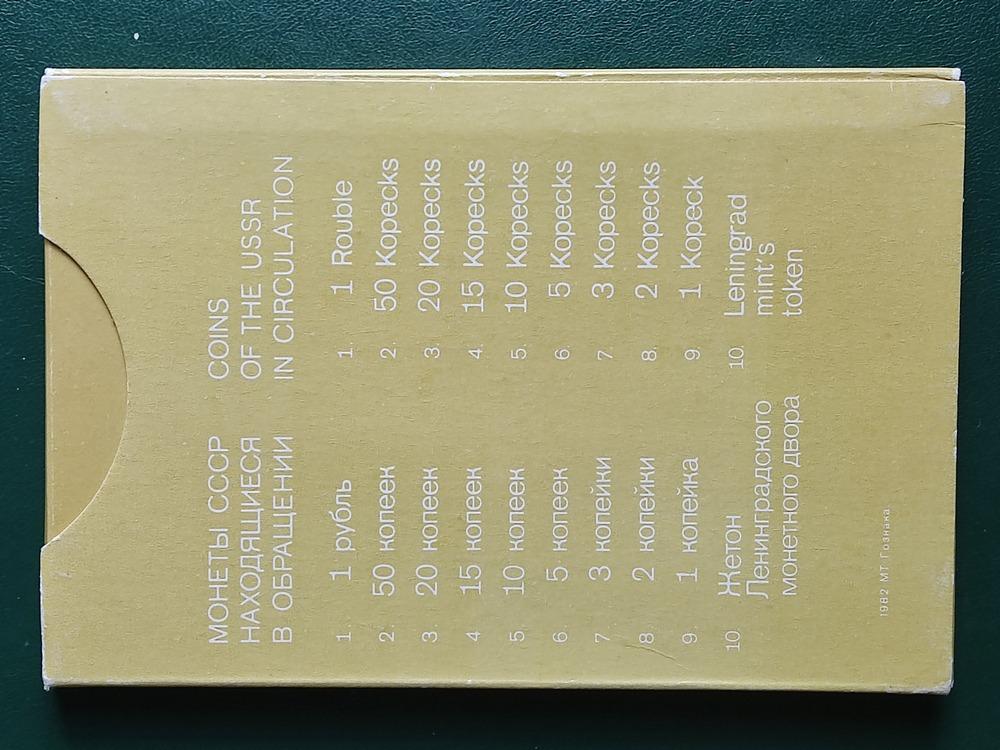 МОНЕТЫ СССР
НАХОДЯЩИЕСЯ
В ОБРАЩЕНИИ
1. 1 рубль
2. 50 копеек
3. 20 копеек
4 15 копеек
5. 10 копеек
6. 5 копеек
7 3 копейки
8 2 копейки
9. 1 копейка
10 Жетон
Ленинградского
монетного двора
COINS
OF THE USSR
IN CIRCULATION
1. 1 Rouble
2. 50 Kopecks
3. 20 Kopecks
4. 15 Kopecks
5. 10 Kopecks
6. 5 Kopecks
7. 3 Kopecks
8. 2 Kopecks
9. 1 Kopeck
10. Leningrad
mint's
token
1982 МТ Гознака